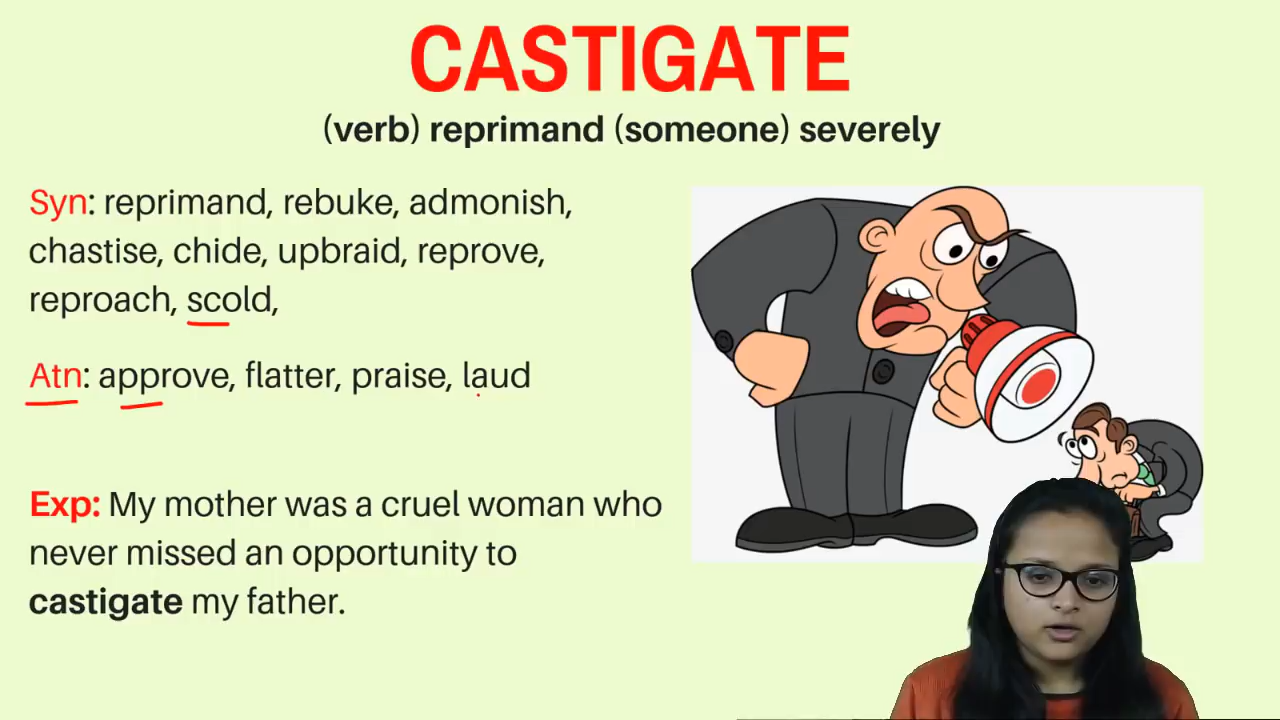 CASTIGATE
(verb) reprimand (someone) severely
Syn: reprimand, rebuke, admonish,
chastise, chide, upbraid, reprove,
reproach, scold,
Atn: approve, flatter, praise, laud
Exp: My mother was a cruel woman who
never missed an opportunity to
castigate my father.